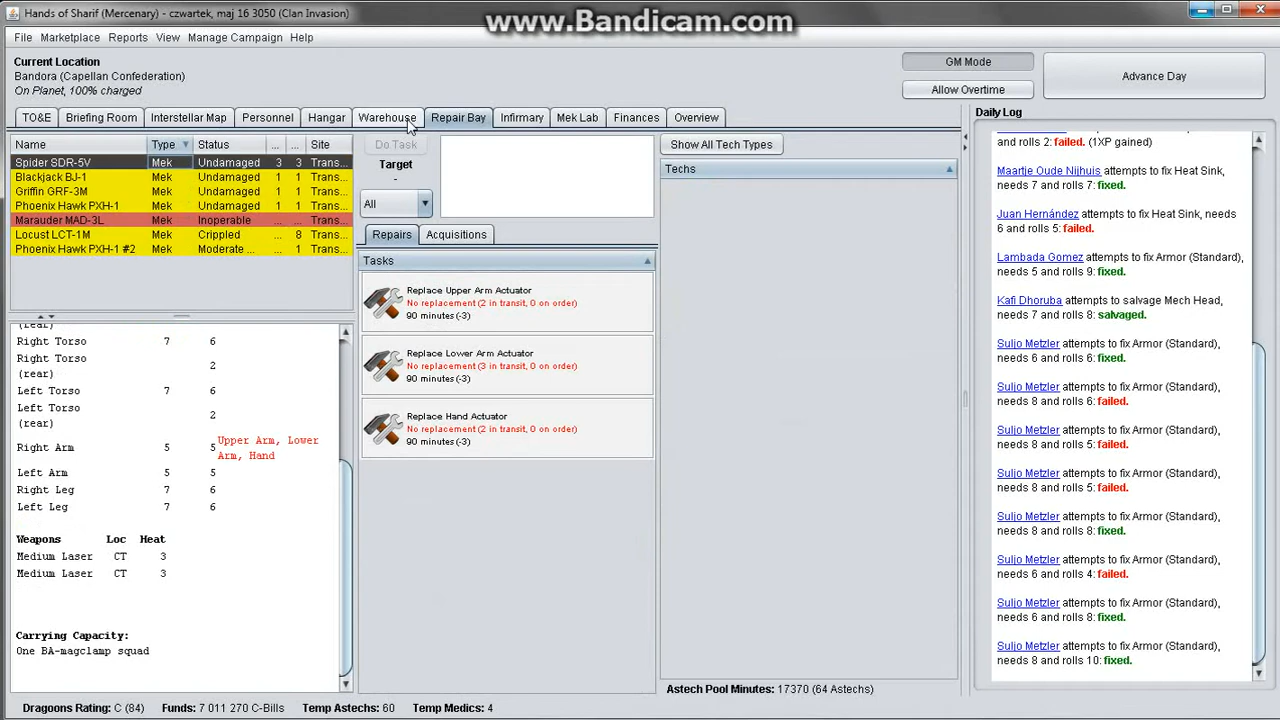 Hands of Sharif (Mercenary) - czwartek, maj 16 3050 (Clan Invasion)
www.Bandicam.com
File Marketplace Reports View Manage Campaign Help
Current Location
Bandora (Capellan Confederation)
On Planet, 100% charged
GM Mode
Allow Overtime
Advance Day
TO&E Briefing Room Interstellar Map Personnel Hangar Warehouse Repair Bay Infirmary Mek Lab Finances Overview
Name Type Status ... ... Site
Spider SDR-5V Mek Undamaged 3 3 Trans...
Blackjack BJ-1 Mek Undamaged 1 1 Trans...
Griffin GRF-3M Mek Undamaged 1 1 Trans...
Phoenix Hawk PXH-1 Mek Undamaged 1 1 Trans...
Marauder MAD-3L Mek Inoperable ... ... Trans...
Locust LCT-1M Mek Crippled ... 8 Trans...
Phoenix Hawk PXH-1 #2 Mek Moderate ... ... ... Trans...
(rear)
Right Torso 7 6
Right Torso
(rear) 2
Left Torso 7 6
Left Torso
(rear) 2
Right Arm 5 5 Upper Arm, Lower
Arm, Hand
Left Arm 5 5
Right Leg 7 6
Left Leg 7 6
Weapons Loc Heat
Medium Laser CT 3
Medium Laser CT 3
Carrying Capacity:
One BA-magclamp squad
Do Task
Target
-
All
Repairs Acquisitions
Tasks
Replace Upper Arm Actuator
No replacement (2 in transit, 0 on order)
90 minutes (-3)
Replace Lower Arm Actuator
No replacement (3 in transit, 0 on order)
90 minutes (-3)
Replace Hand Actuator
No replacement (2 in transit, 0 on order)
90 minutes (-3)
Show All Tech Types
Techs
Astech Pool Minutes: 17370 (64 Astechs)
Daily Log
and rolls 2: failed. (1XP gained)
Maartje Oude Nijhuis attempts to fix Heat Sink,
needs 7 and rolls 7: fixed.
Juan Hernández attempts to fix Heat Sink, needs
6 and rolls 5: failed.
Lambada Gomez attempts to fix Armor (Standard),
needs 5 and rolls 9: fixed.
Kafi Dhoruba attempts to salvage Mech Head,
needs 7 and rolls 8: salvaged.
Suljo Metzler attempts to fix Armor (Standard),
needs 6 and rolls 6: fixed.
Suljo Metzler attempts to fix Armor (Standard),
needs 8 and rolls 6: failed.
Suljo Metzler attempts to fix Armor (Standard),
needs 8 and rolls 5: failed.
Suljo Metzler attempts to fix Armor (Standard),
needs 8 and rolls 5: failed.
Suljo Metzler attempts to fix Armor (Standard),
needs 8 and rolls 8: fixed.
Suljo Metzler attempts to fix Armor (Standard),
needs 6 and rolls 4: failed.
Suljo Metzler attempts to fix Armor (Standard),
needs 6 and rolls 8: fixed.
Suljo Metzler attempts to fix Armor (Standard),
needs 8 and rolls 10: fixed.
Dragoons Rating: C (84) Funds: 7 011 270 C-Bills Temp Astechs: 60 Temp Medics: 4